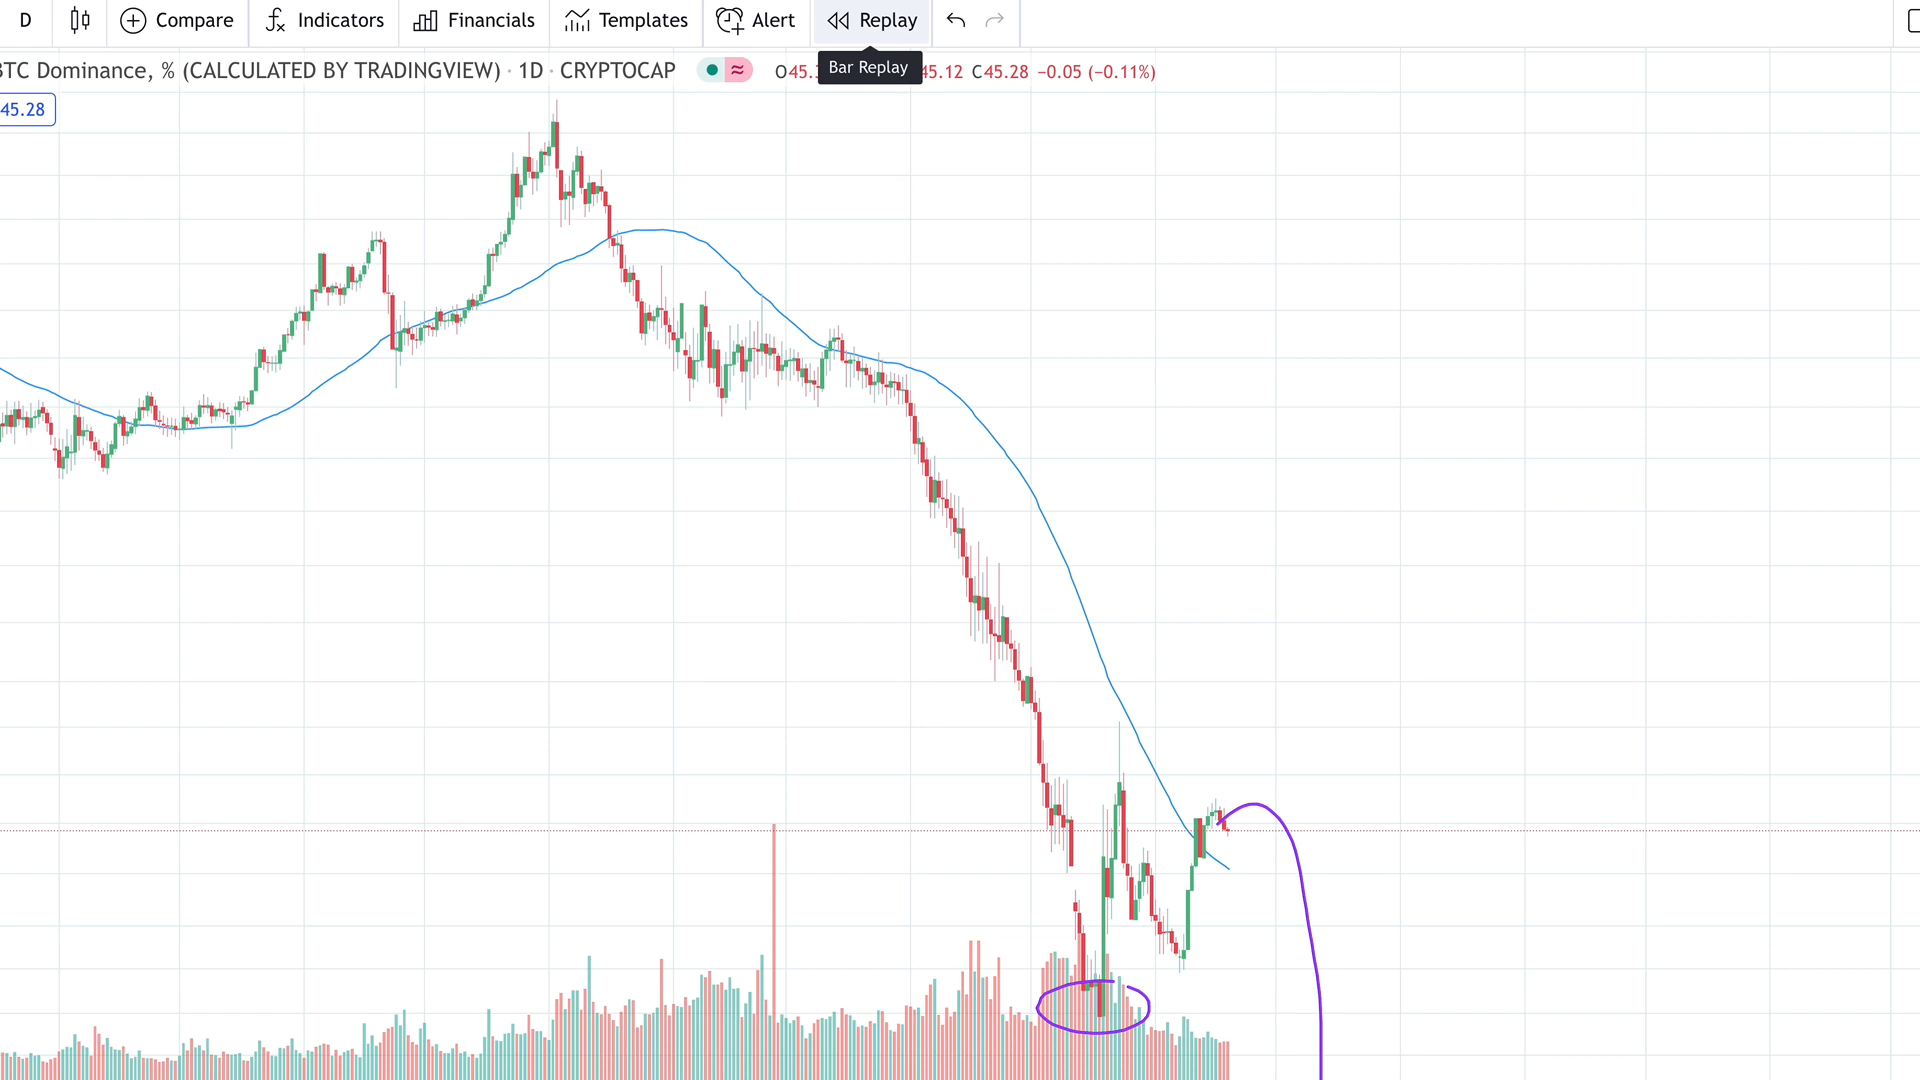 D Compare Indicators Financials Templates Alert Replay
BTC Dominance, % (CALCULATED BY TRADINGVIEW) · 1D · CRYPTOCAP O45. 45.12 C45.28 −0.05 (−0.11%)
Bar Replay
45.28